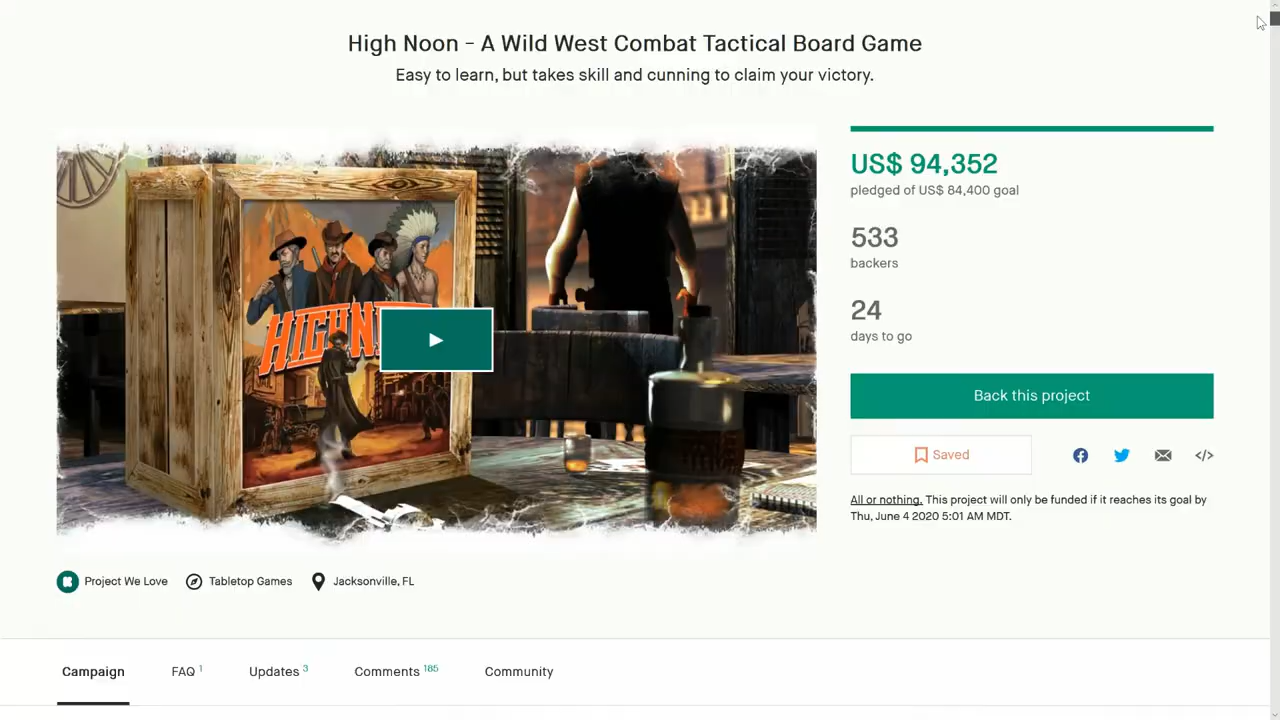 High Noon - A Wild West Combat Tactical Board Game
Easy to learn, but takes skill and cunning to claim your victory.
US$ 94,352
pledged of US$ 84,400 goal
533
backers
24
days to go
Back this project
Saved
</>
All or nothing. This project will only be funded if it reaches its goal by
Thu, June 4 2020 5:01 AM MDT.
Project We Love
Tabletop Games
Jacksonville, FL
Campaign
FAQ 1
Updates 3
Comments 185
Community